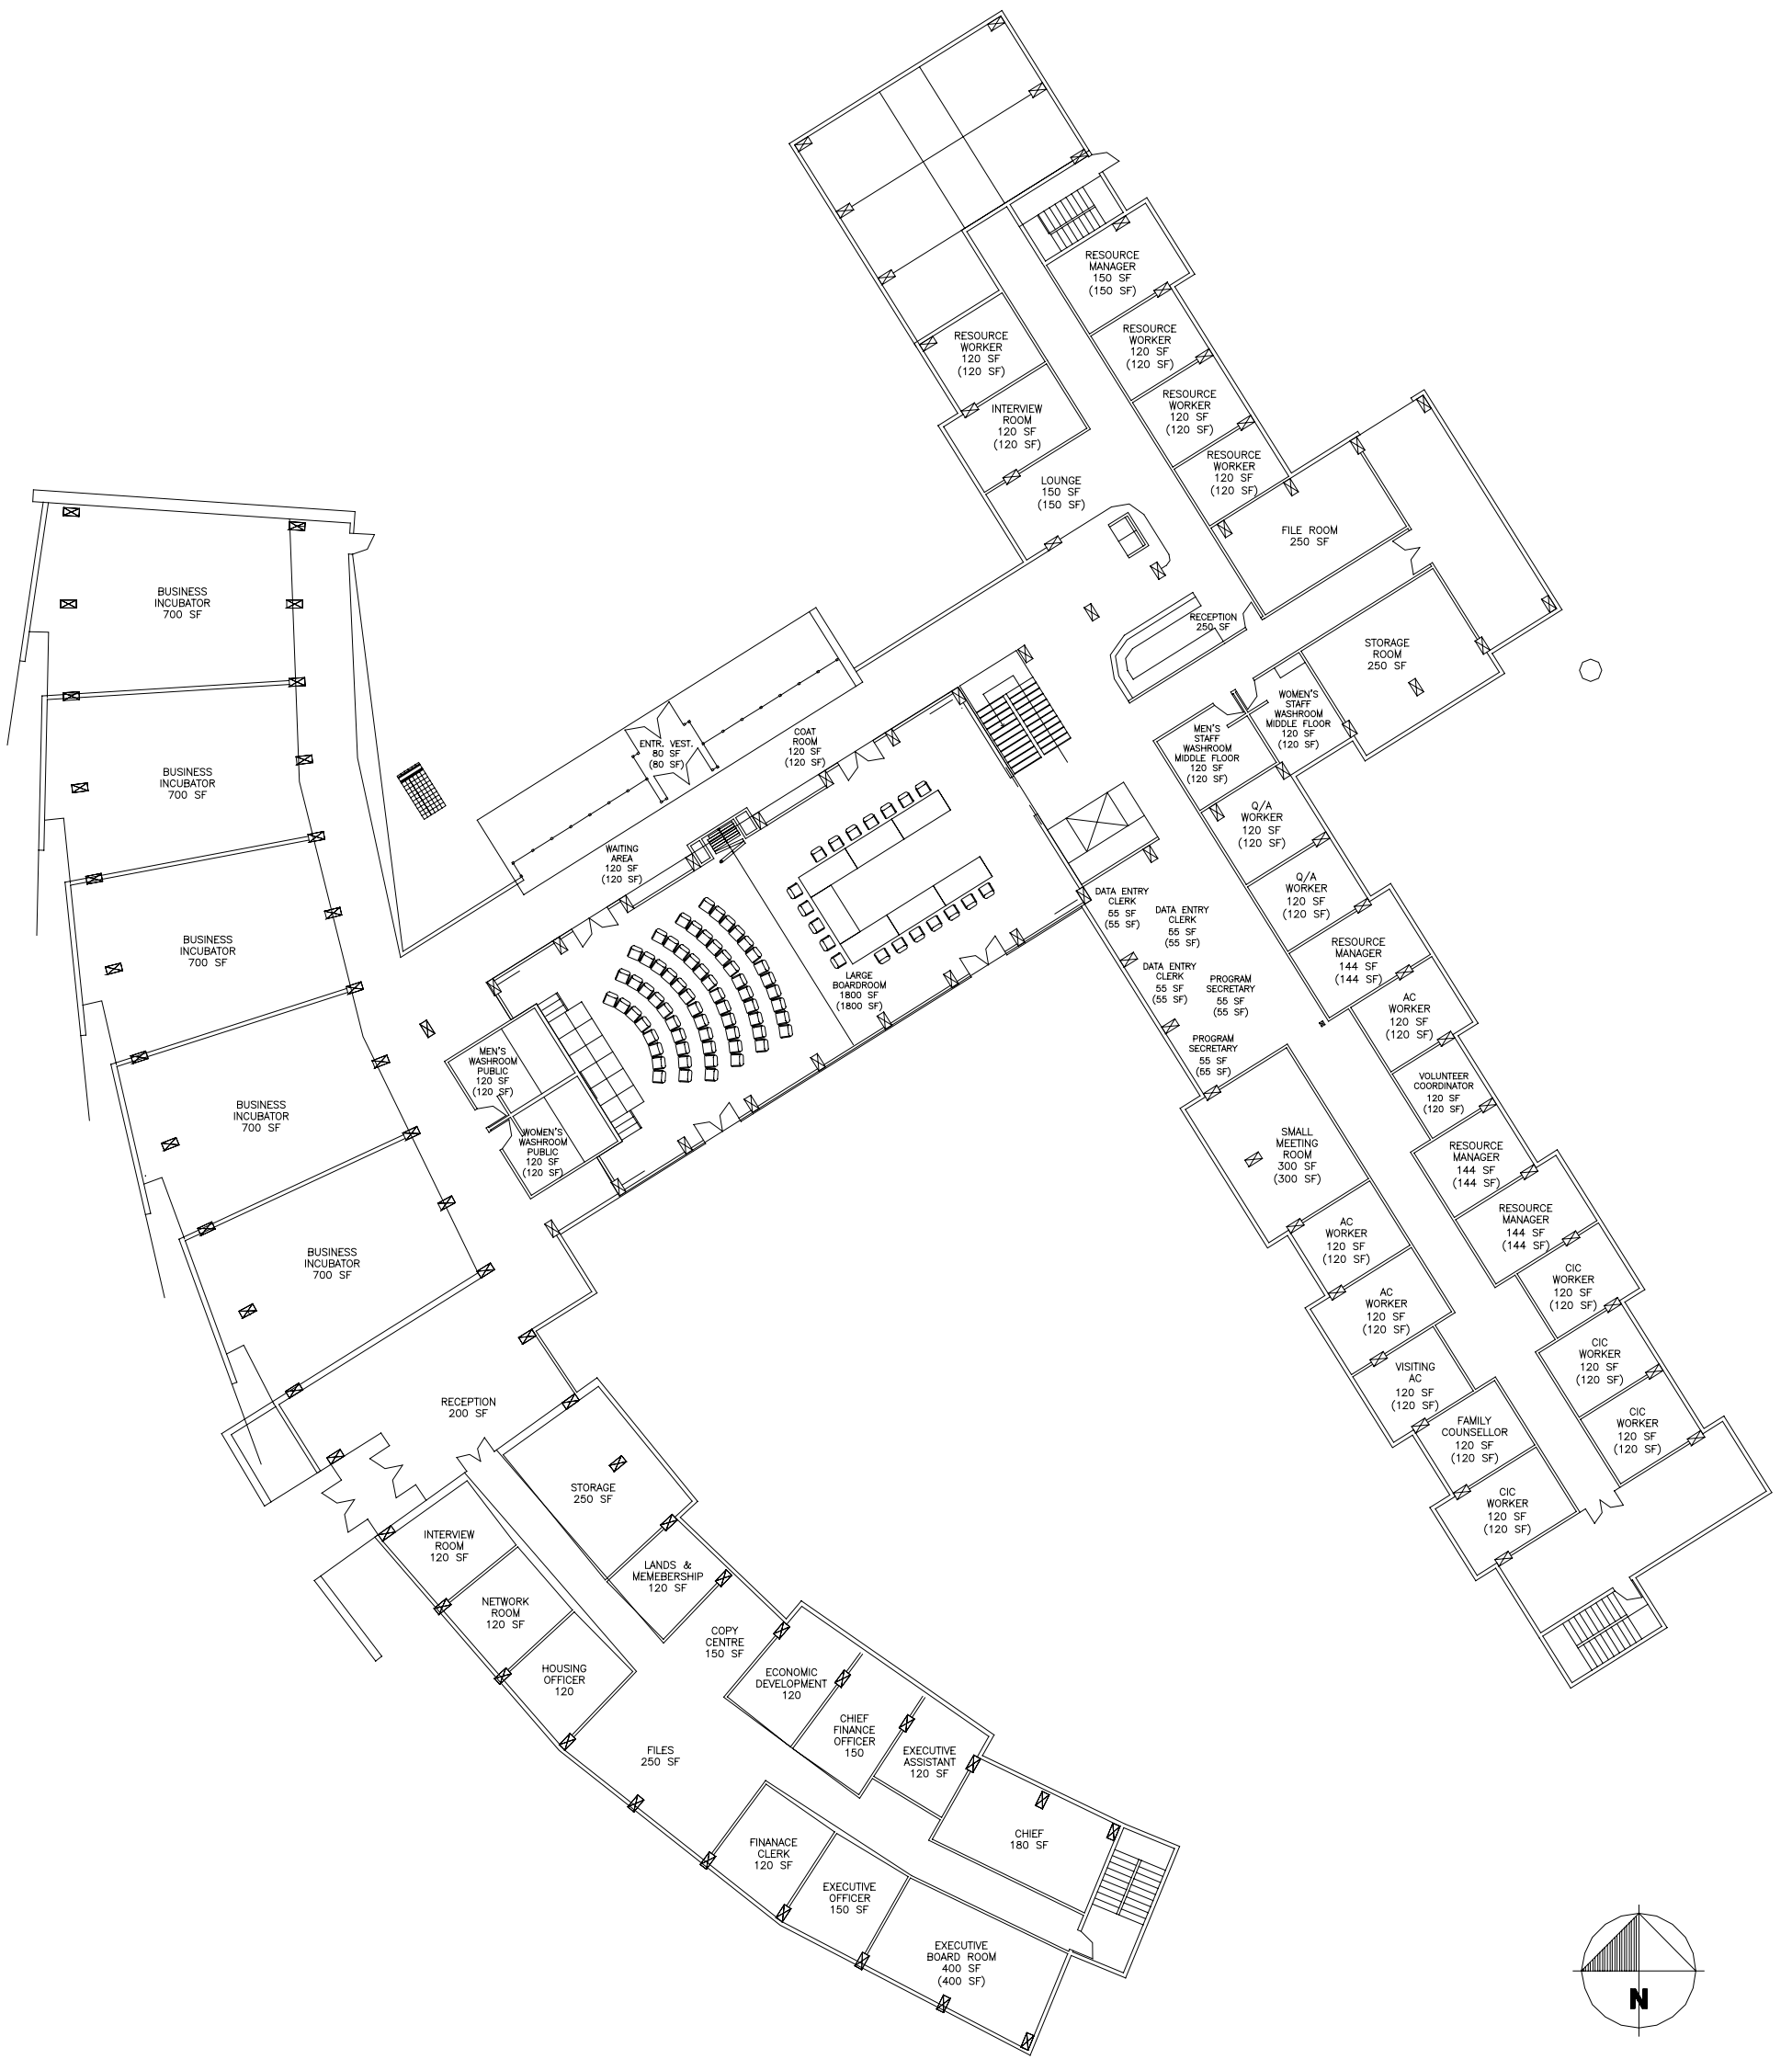 RESOURCE
MANAGER
150 SF
(150 SF)
RESOURCE
WORKER
120 SF
(120 SF)
RESOURCE
WORKER
120 SF
(120 SF)
INTERVIEW
ROOM
120 SF
(120 SF)
RESOURCE
WORKER
120 SF
(120 SF)
RESOURCE
WORKER
120 SF
(120 SF)
LOUNGE
150 SF
(150 SF)
FILE ROOM
250 SF
RECEPTION
250 SF
STORAGE
ROOM
250 SF
WOMEN'S
STAFF
WASHROOM
MIDDLE FLOOR
120 SF
(120 SF)
MEN'S
STAFF
WASHROOM
MIDDLE FLOOR
120 SF
(120 SF)
BUSINESS
INCUBATOR
700 SF
BUSINESS
INCUBATOR
700 SF
BUSINESS
INCUBATOR
700 SF
BUSINESS
INCUBATOR
700 SF
BUSINESS
INCUBATOR
700 SF
ENTR. VEST.
80 SF
(80 SF)
COAT
ROOM
120 SF
(120 SF)
WAITING
AREA
120 SF
(120 SF)
LARGE
BOARDROOM
1800 SF
(1800 SF)
MEN'S
WASHROOM
PUBLIC
120 SF
(120 SF)
WOMEN'S
WASHROOM
PUBLIC
120 SF
(120 SF)
Q/A
WORKER
120 SF
(120 SF)
Q/A
WORKER
120 SF
(120 SF)
DATA ENTRY
CLERK
55 SF
(55 SF)
DATA ENTRY
CLERK
55 SF
(55 SF)
DATA ENTRY
CLERK
55 SF
(55 SF)
PROGRAM
SECRETARY
55 SF
(55 SF)
PROGRAM
SECRETARY
55 SF
(55 SF)
RESOURCE
MANAGER
144 SF
(144 SF)
AC
WORKER
120 SF
(120 SF)
VOLUNTEER
COORDINATOR
120 SF
(120 SF)
RESOURCE
MANAGER
144 SF
(144 SF)
RESOURCE
MANAGER
144 SF
(144 SF)
SMALL
MEETING
ROOM
300 SF
(300 SF)
AC
WORKER
120 SF
(120 SF)
AC
WORKER
120 SF
(120 SF)
VISITING
AC
120 SF
(120 SF)
FAMILY
COUNSELLOR
120 SF
(120 SF)
CIC
WORKER
120 SF
(120 SF)
CIC
WORKER
120 SF
(120 SF)
CIC
WORKER
120 SF
(120 SF)
CIC
WORKER
120 SF
(120 SF)
RECEPTION
200 SF
STORAGE
250 SF
INTERVIEW
ROOM
120 SF
LANDS &
MEMEBERSHIP
120 SF
NETWORK
ROOM
120 SF
COPY
CENTRE
150 SF
HOUSING
OFFICER
120
ECONOMIC
DEVELOPMENT
120
CHIEF
FINANCE
OFFICER
150
FILES
250 SF
EXECUTIVE
ASSISTANT
120 SF
CHIEF
180 SF
FINANACE
CLERK
120 SF
EXECUTIVE
OFFICER
150 SF
EXECUTIVE
BOARD ROOM
400 SF
(400 SF)
N